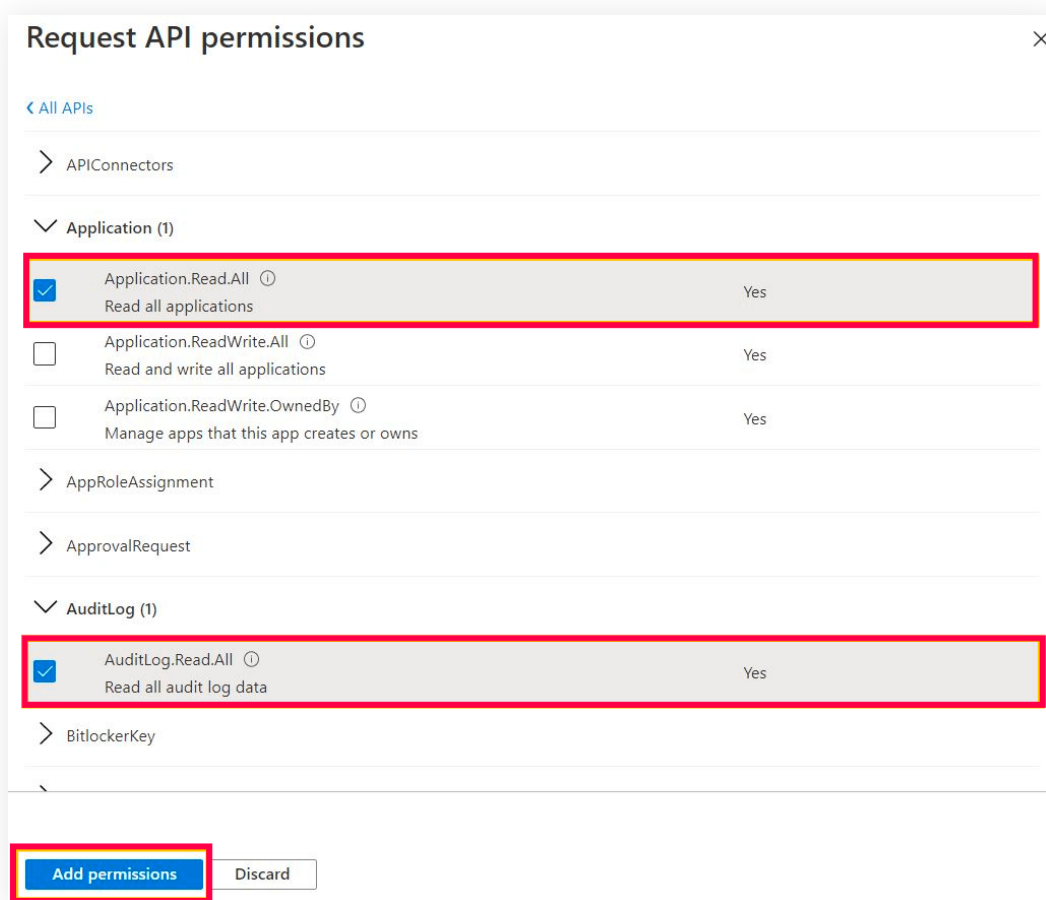 Request API permissions
All APIs
APIConnectors
Application (1)
Application.Read.All
Read all applications
Yes
Application.ReadWrite.All
Read and write all applications
Yes
Application.ReadWrite.OwnedBy
Manage apps that this app creates or owns
Yes
AppRoleAssignment
ApprovalRequest
AuditLog (1)
AuditLog.Read.All
Read all audit log data
Yes
BitlockerKey
Add permissions Discard